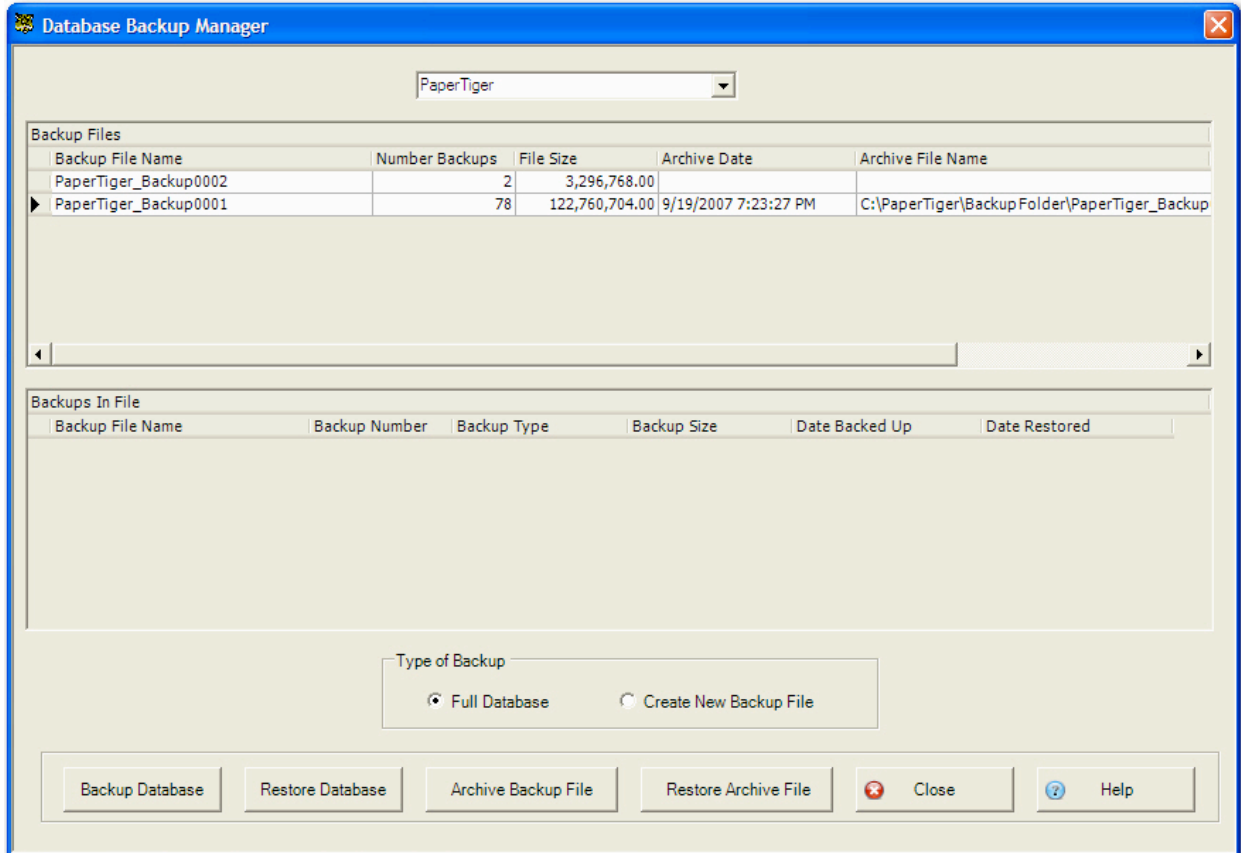 Database Backup Manager
PaperTiger
Backup Files
Backup File Name Number Backups File Size Archive Date Archive File Name
PaperTiger_Backup0002 2 3,296,768.00
PaperTiger_Backup0001 78 122,760,704.00 9/19/2007 7:23:27 PM C:\PaperTiger\BackupFolder\PaperTiger_Backup
Backups In File
Backup File Name Backup Number Backup Type Backup Size Date Backed Up Date Restored
Type of Backup
Full Database Create New Backup File
Backup Database Restore Database Archive Backup File Restore Archive File Close Help